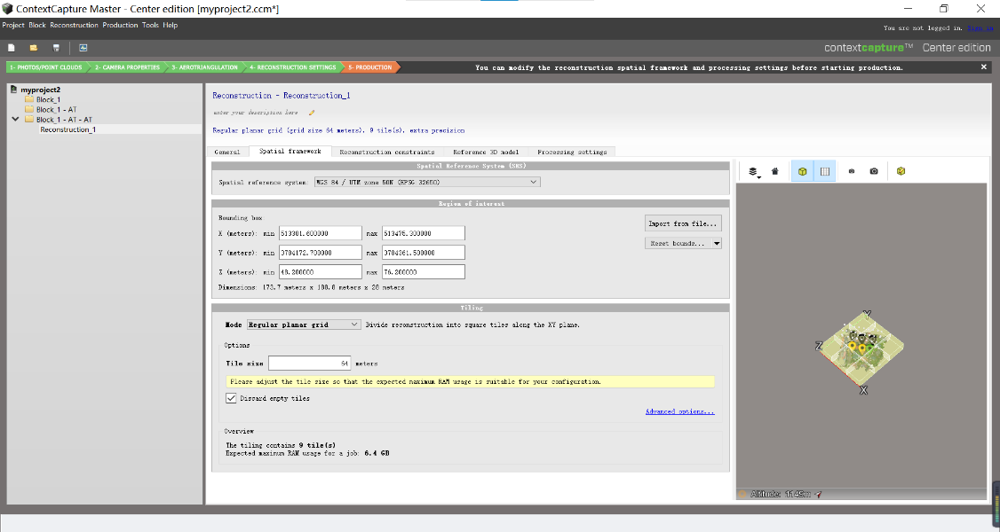 ContextCapture Master - Center edition [myproject2.ccm*]
Project Block Reconstruction Production Tools Help
You are not logged in. Sign in
contextcapture™ Center edition
1- PHOTOS/POINT CLOUDS 2- CAMERA PROPERTIES 3- AEROTRIANGULATION 4- RECONSTRUCTION SETTINGS 5- PRODUCTION
You can modify the reconstruction spatial framework and processing settings before starting production.
myproject2
Block_1
Block_1 - AT
Block_1 - AT - AT
Reconstruction_1
Reconstruction - Reconstruction_1
enter your description here
Regular planar grid (grid size 64 meters), 9 tile(s), extra precision
General Spatial framework Reconstruction constraints Reference 3D model Processing settings
Spatial Reference System (SRS)
Spatial reference system: WGS 84 / UTM zone 50N (EPSG 32650)
Region of interest
Bounding box
Import from file...
X (meters): min 513301.600000 max 513475.300000
Reset bounds...
Y (meters): min 3784172.700000 max 3784361.500000
Z (meters): min 48.200000 max 76.200000
Dimensions: 173.7 meters x 188.8 meters x 28 meters
Tiling
Mode Regular planar grid Divide reconstruction into square tiles along the XY plane.
Options
Tile size 64 meters
Please adjust the tile size so that the expected maximum RAM usage is suitable for your configuration.
Discard empty tiles
Advanced options...
Overview
The tiling contains 9 tile(s)
Expected maximum RAM usage for a job: 6.4 GB
Y
Z
X
Altitude: 1149m